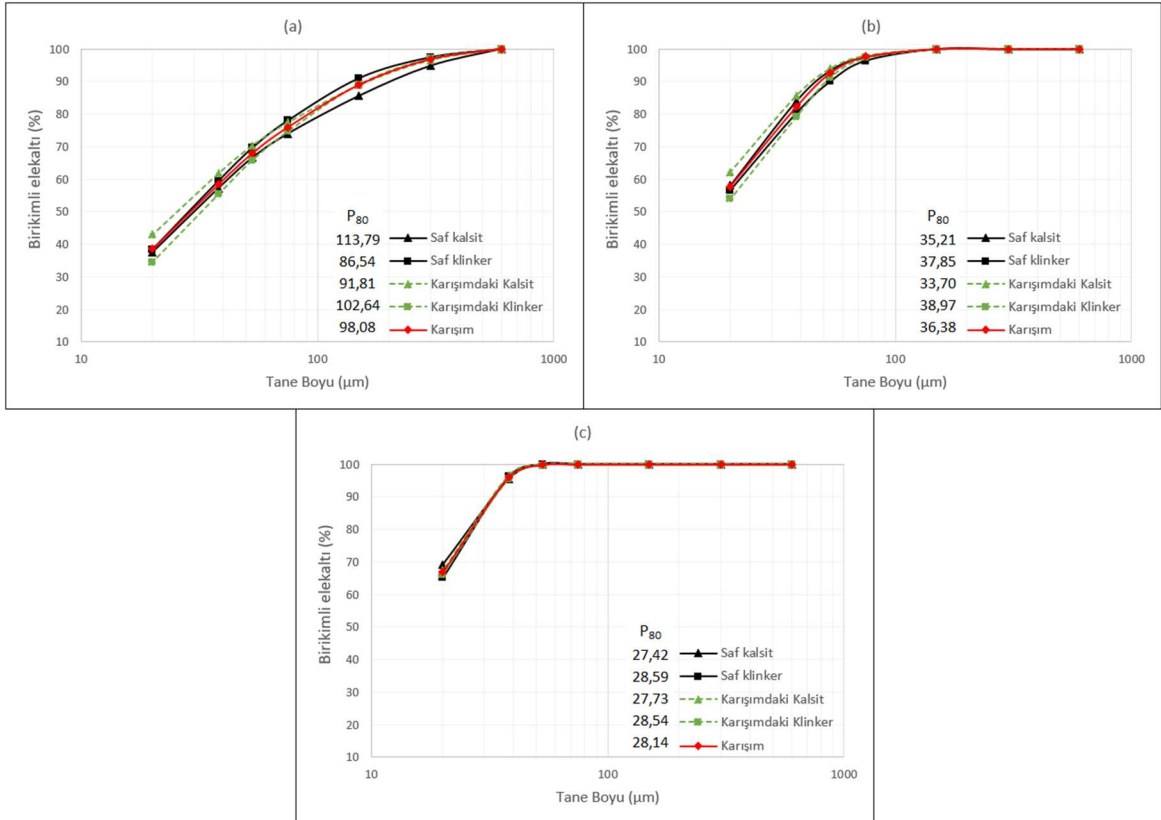 (a)
Birikimli elekaltı (%)
100
90
80
70
60
50
40
30
20
10
P80
113,79 Saf kalsit
86,54 Saf klinker
91,81 Karışımdaki Kalsit
102,64 Karışımdaki Klinker
98,08 Karışım
10 100 1000
Tane Boyu (µm)
(b)
Birikimli elekaltı (%)
100
90
80
70
60
50
40
30
20
10
P80
35,21 Saf kalsit
37,85 Saf klinker
33,70 Karışımdaki Kalsit
38,97 Karışımdaki Klinker
36,38 Karışım
10 100 1000
Tane Boyu (µm)
(c)
Birikimli elekaltı (%)
100
90
80
70
60
50
40
30
20
10
P80
27,42 Saf kalsit
28,59 Saf klinker
27,73 Karışımdaki Kalsit
28,54 Karışımdaki Klinker
28,14 Karışım
10 100 1000
Tane Boyu (µm)